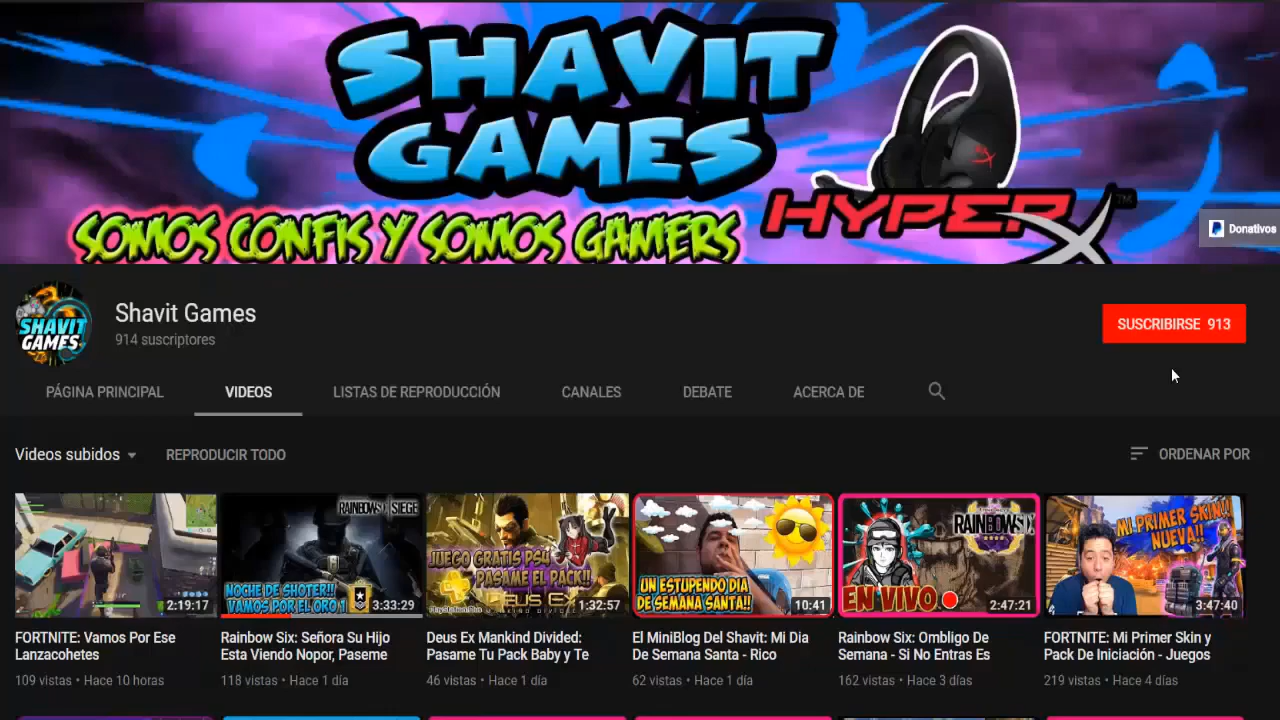 SHAVIT
GAMES
SOMOS CONFIS Y SOMOS GAMERS
HYPERX™
Donativos
SHAVIT
GAMES
Shavit Games
914 suscriptores
SUSCRIBIRSE 913
PÁGINA PRINCIPAL VIDEOS LISTAS DE REPRODUCCIÓN CANALES DEBATE ACERCA DE
Videos subidos REPRODUCIR TODO ORDENAR POR
2:19:17
FORTNITE: Vamos Por Ese
Lanzacohetes
109 vistas • Hace 10 horas
RAINBOW SIX SIEGE
NOCHE DE SHOTER!!
VAMOS POR EL ORO 1
3:33:29
Rainbow Six: Señora Su Hijo
Esta Viendo Nopor, Paseme
118 vistas • Hace 1 día
JUEGO GRATIS PS4
PASAME EL PACK!!
DEUS EX
1:32:57
Deus Ex Mankind Divided:
Pasame Tu Pack Baby y Te
46 vistas • Hace 1 día
UN ESTUPENDO DIA
DE SEMANA SANTA!!
10:41
El MiniBlog Del Shavit: Mi Dia
De Semana Santa - Rico
62 vistas • Hace 1 día
RAINBOW SIX
EN VIVO
2:47:21
Rainbow Six: Ombligo De
Semana - Si No Entras Es
162 vistas • Hace 3 días
MI PRIMER SKIN!!
NUEVA!!
3:47:40
FORTNITE: Mi Primer Skin y
Pack De Iniciación - Juegos
219 vistas • Hace 4 días